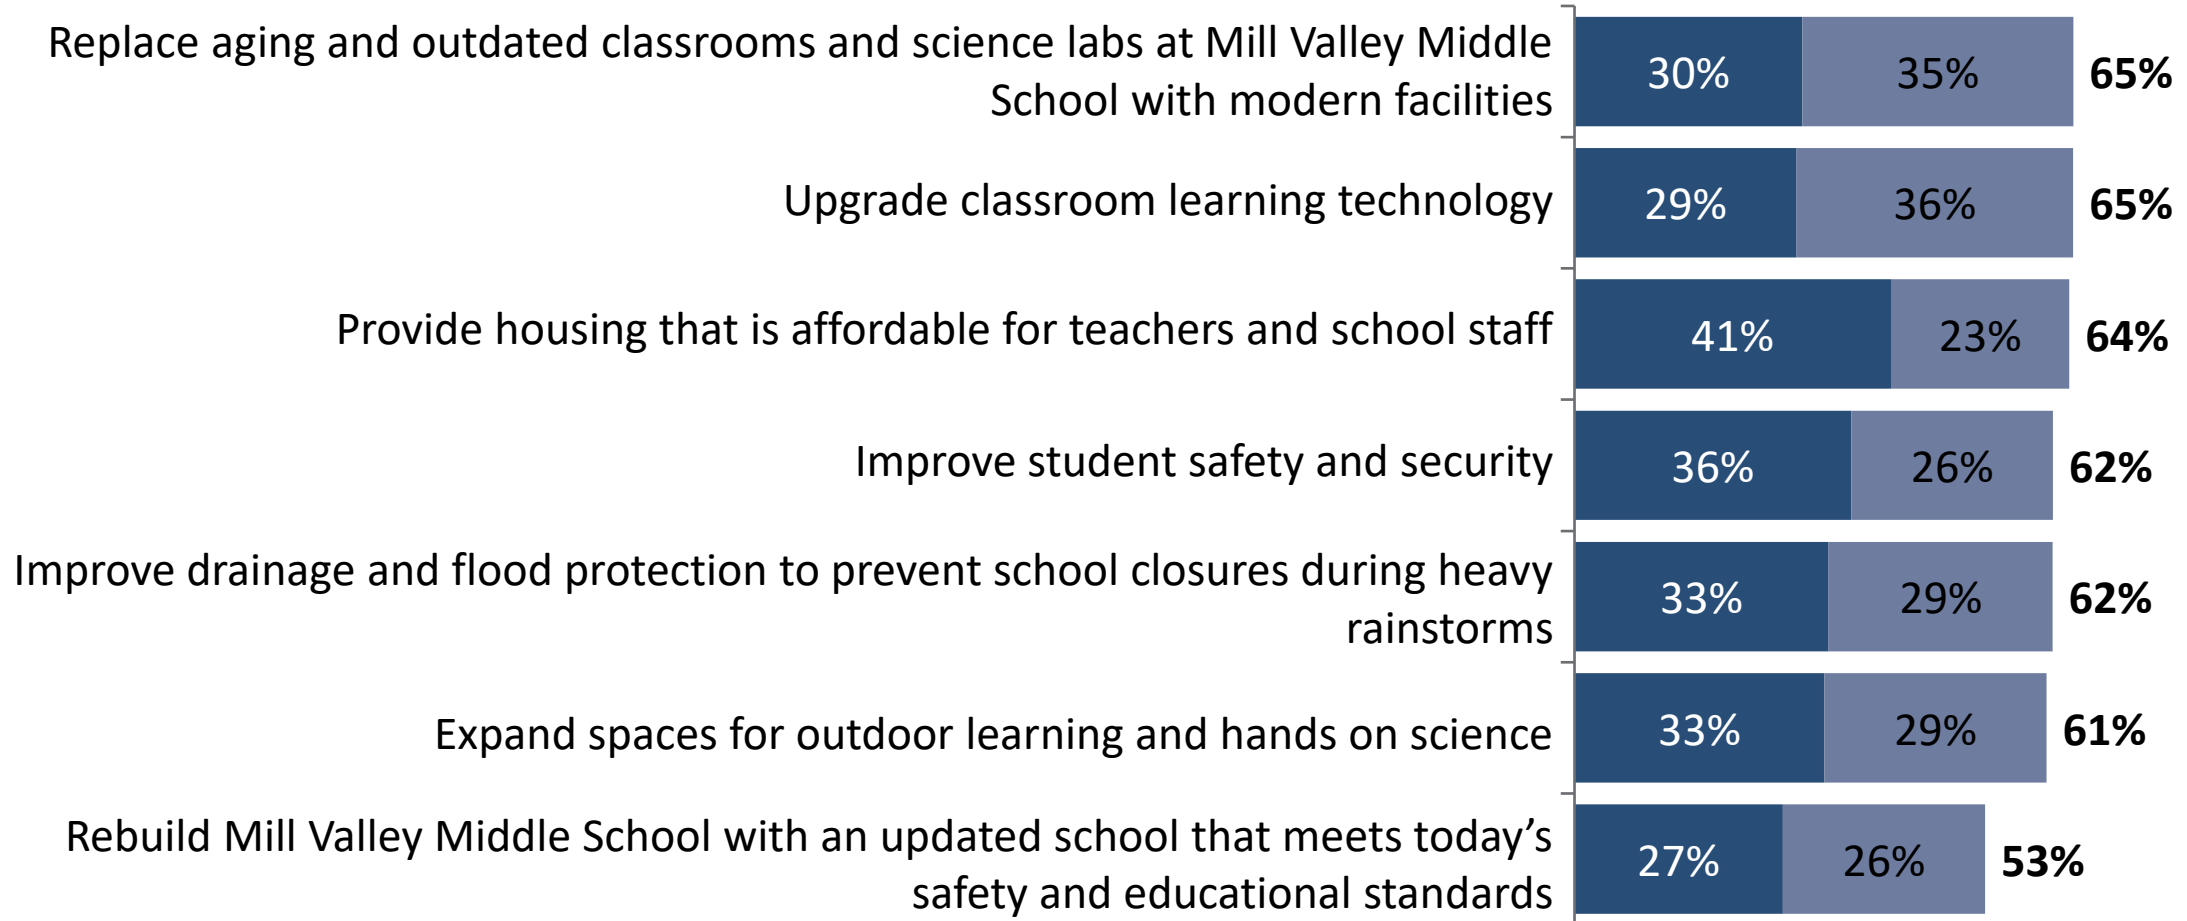 Replace aging and outdated classrooms and science labs at Mill Valley Middle
School with modern facilities
30% 35% 65%
Upgrade classroom learning technology
29% 36% 65%
Provide housing that is affordable for teachers and school staff
41% 23% 64%
Improve student safety and security
36% 26% 62%
Improve drainage and flood protection to prevent school closures during heavy
rainstorms
33% 29% 62%
Expand spaces for outdoor learning and hands on science
33% 29% 61%
Rebuild Mill Valley Middle School with an updated school that meets today’s
safety and educational standards
27% 26% 53%